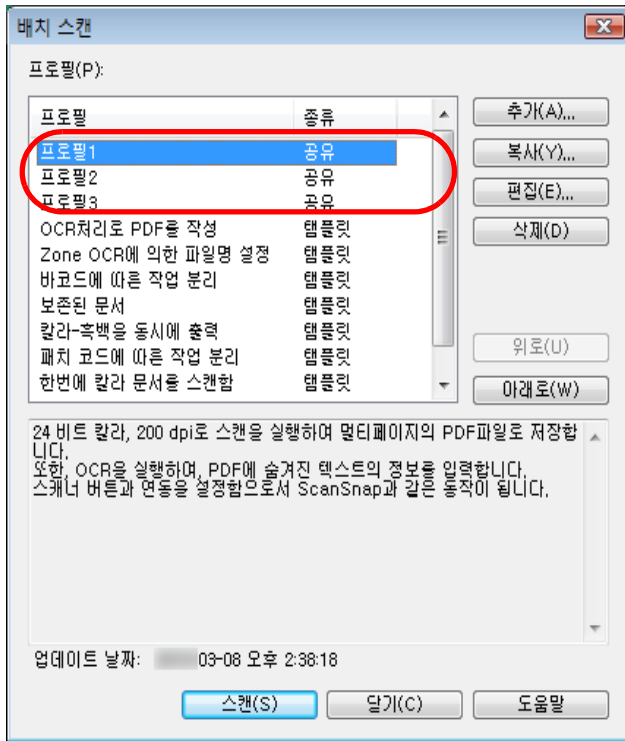 배치 스캔
프로필(P):
프로필 종류
프로필1 공유
프로필2 공유
프로필3 공유
OCR처리로 PDF을 작성 탬플릿
Zone OCR에 의한 파일명 설정 탬플릿
바코드에 따른 작업 분리 탬플릿
보존된 문서 탬플릿
칼라-흑백을 동시에 출력 탬플릿
패치 코드에 따른 작업 분리 탬플릿
한번에 칼라 문서을 스캔함 탬플릿
추가(A)...
복사(Y)...
편집(E)...
삭제(D)
위로(U)
아래로(W)
24 비트 칼라, 200 dpi로 스캔을 실행하여 멀티페이지의 PDF파일로 저장합
니다.
또한, OCR을 실행하여, PDF에 숨겨진 텍스트의 정보을 입력합니다.
스캐너 버튼과 연동을 설정함으로서 ScanSnap과 같은 동작이 됩니다.
업데이트 날짜: 03-08 오후 2:38:18
스캔(S) 닫기(C) 도움말